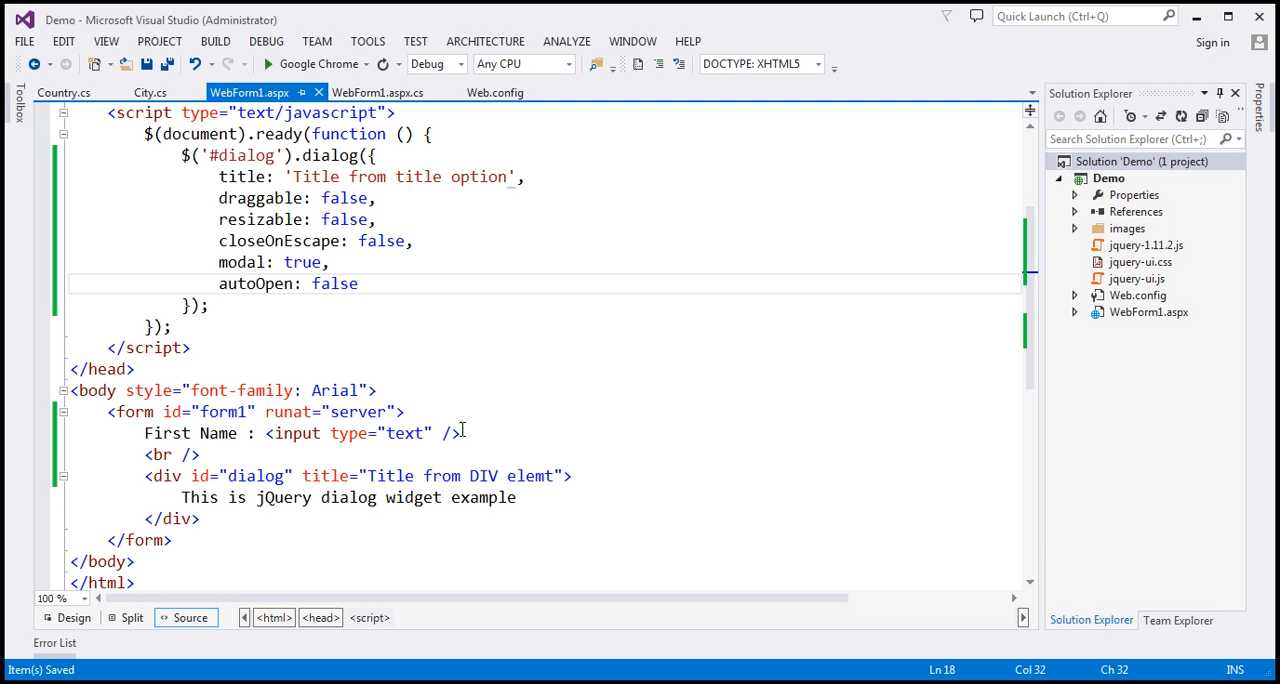 Demo - Microsoft Visual Studio (Administrator)
Quick Launch (Ctrl+Q)
FILE EDIT VIEW PROJECT BUILD DEBUG TEAM TOOLS TEST ARCHITECTURE ANALYZE WINDOW HELP
Sign in
Google Chrome Debug Any CPU DOCTYPE: XHTML5
Toolbox
Country.cs City.cs WebForm1.aspx WebForm1.aspx.cs Web.config
<script type="text/javascript">
$(document).ready(function () {
$('#dialog').dialog({
title: 'Title from title option',
draggable: false,
resizable: false,
closeOnEscape: false,
modal: true,
autoOpen: false
});
});
</script>
</head>
<body style="font-family: Arial">
<form id="form1" runat="server">
First Name : <input type="text" />
<br />
<div id="dialog" title="Title from DIV elemt">
This is jQuery dialog widget example
</div>
</form>
</body>
</html>
100 %
Design Split Source <html> <head> <script>
Error List
Solution Explorer
Search Solution Explorer (Ctrl+;)
Solution 'Demo' (1 project)
Demo
Properties
References
images
jquery-1.11.2.js
jquery-ui.css
jquery-ui.js
Web.config
WebForm1.aspx
Solution Explorer Team Explorer
Properties
Item(s) Saved Ln 18 Col 32 Ch 32 INS